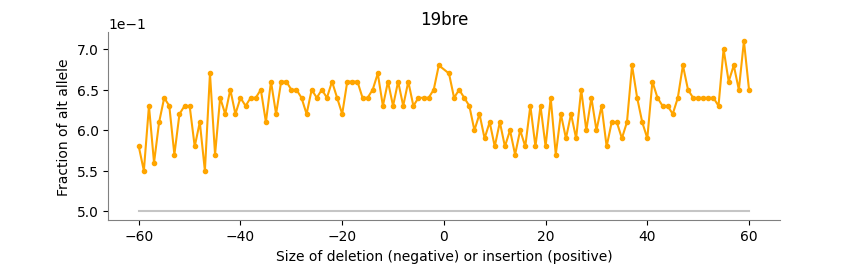 19bre
1e−1
7.0
6.5
6.0
5.5
5.0
Fraction of alt allele
−60 −40 −20 0 20 40 60
Size of deletion (negative) or insertion (positive)